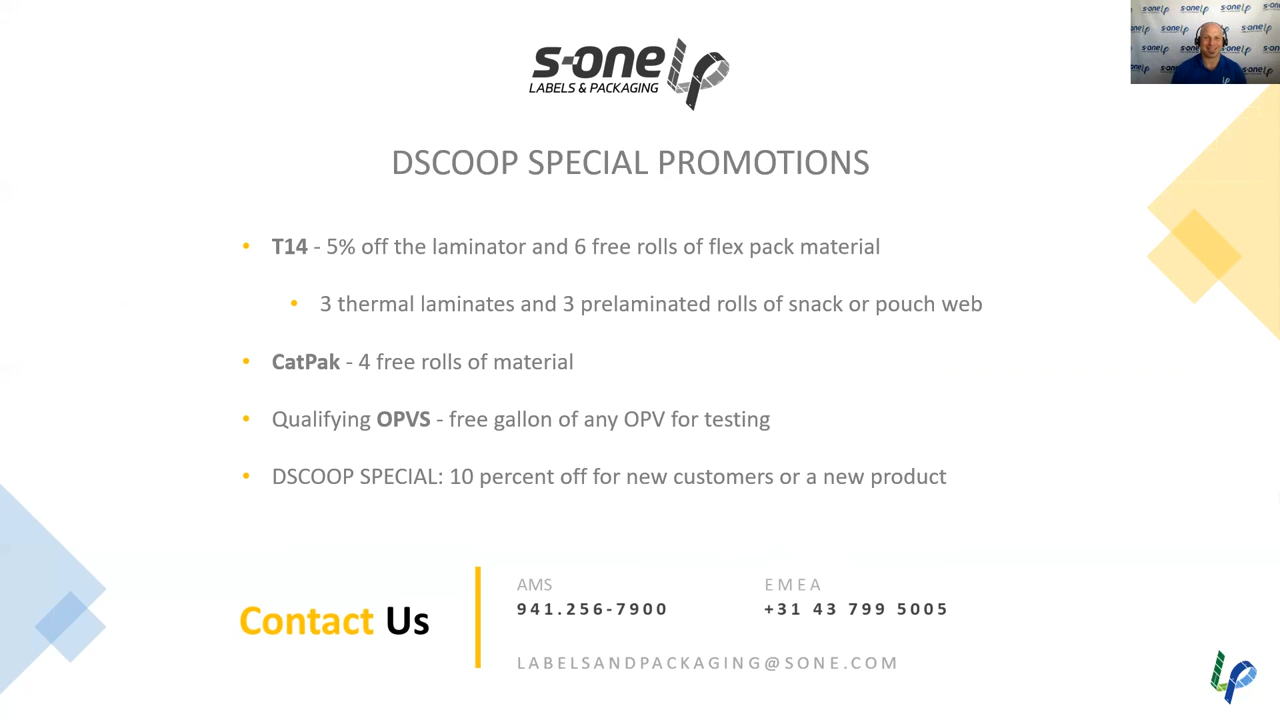 s-one LP
LABELS & PACKAGING
DSCOOP SPECIAL PROMOTIONS
• T14 - 5% off the laminator and 6 free rolls of flex pack material
• 3 thermal laminates and 3 prelaminated rolls of snack or pouch web
• CatPak - 4 free rolls of material
• Qualifying OPVS - free gallon of any OPV for testing
• DSCOOP SPECIAL: 10 percent off for new customers or a new product
Contact Us
AMS
941.256-7900
EMEA
+31 43 799 5005
LABELSANDPACKAGING@SONE.COM
LP